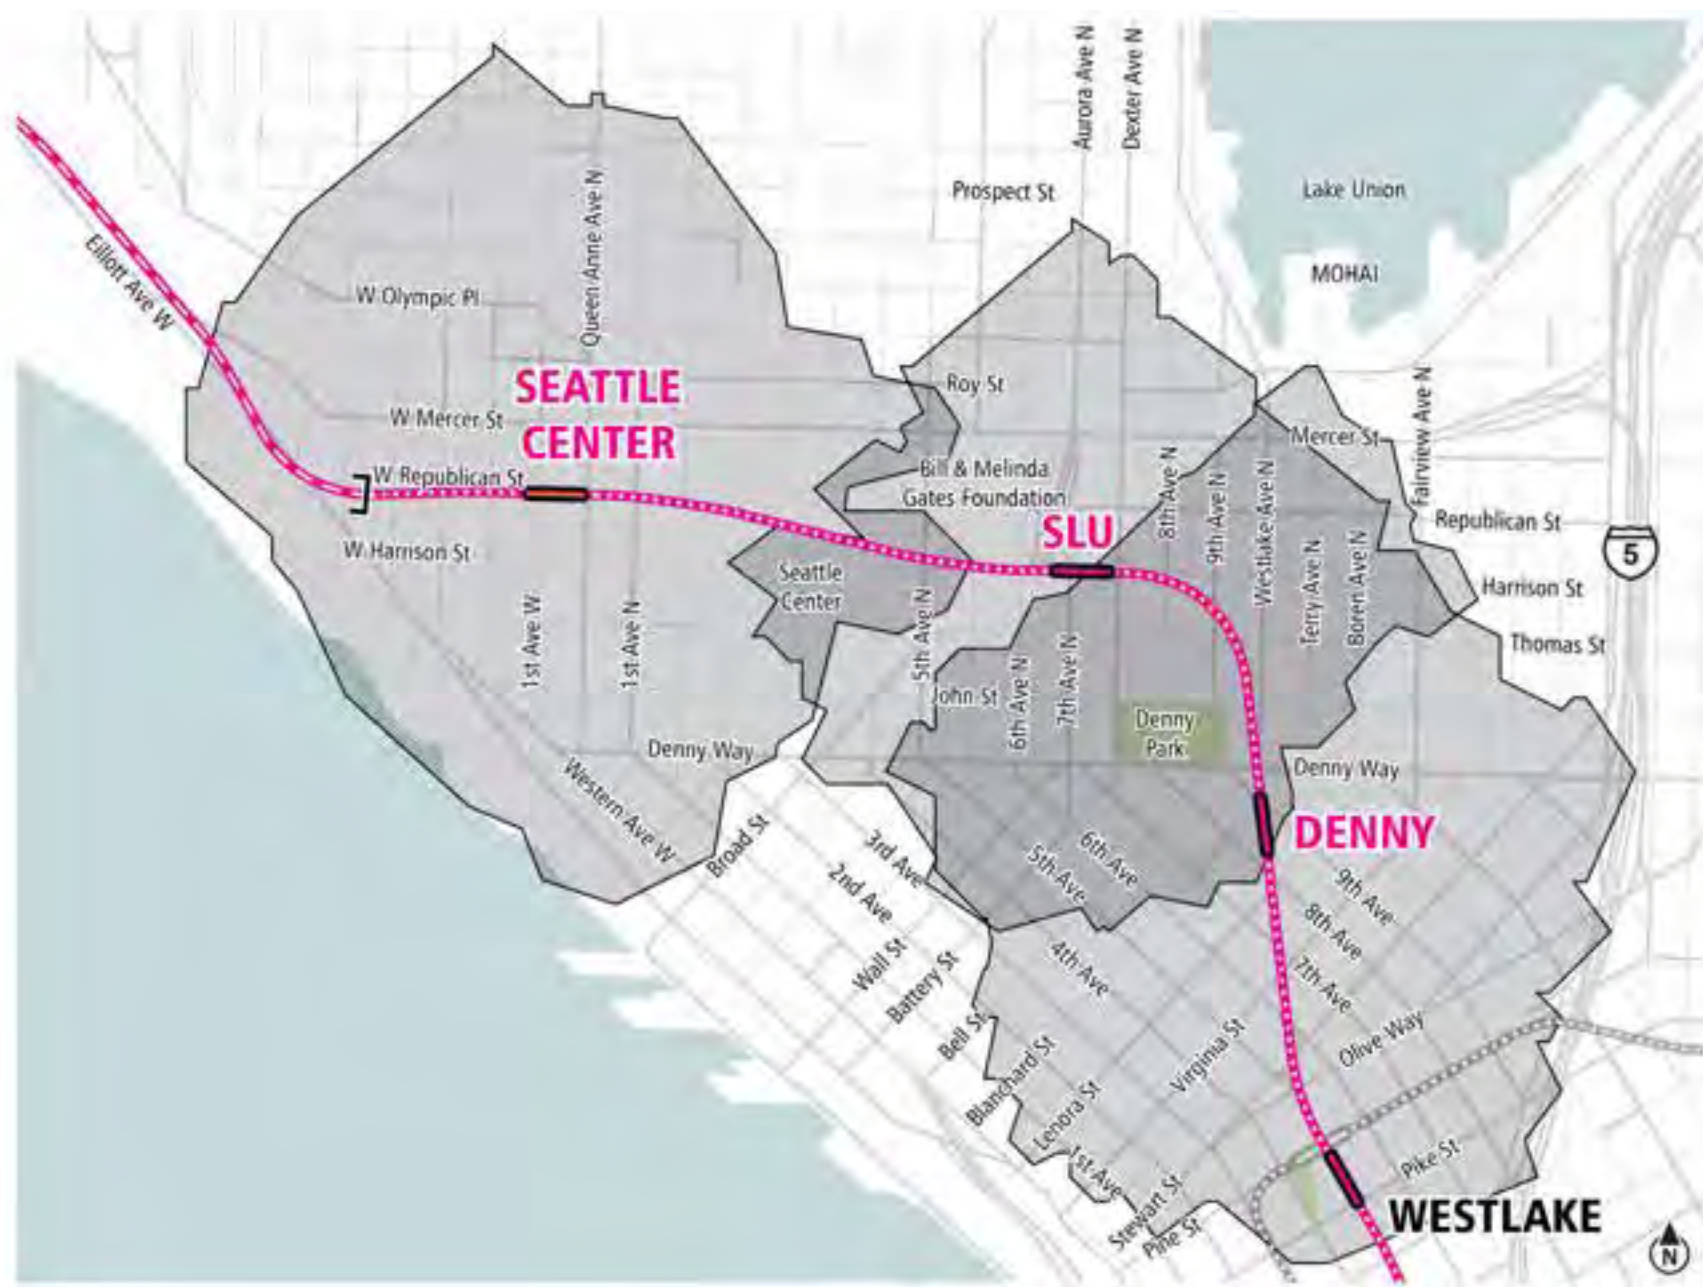 Aurora Ave N
Dexter Ave N
Prospect St
Lake Union
MOHAI
Queen Anne Ave N
Eilliott Ave W
W Olympic Pl
SEATTLE
CENTER
Roy St
W Mercer St
Mercer St
Fairview Ave N
W Republican St
Bill & Melinda
Gates Foundation
8th Ave N
9th Ave N
Westlake Ave N
SLU
Republican St
5
W Harrison St
Seattle
Center
Terry Ave N
Boren Ave N
Harrison St
1st Ave W
1st Ave N
5th Ave N
Thomas St
John St
6th Ave N
7th Ave N
Denny
Park
Denny Way
Denny Way
Western Ave W
Broad St
DENNY
3rd Ave
2nd Ave
6th Ave
5th Ave
9th Ave
8th Ave
7th Ave
4th Ave
Wall St
Battery St
Bell St
Blanchard St
Virginia St
Olive Way
Lenora St
1st Ave
Stewart St
Pine St
Pike St
WESTLAKE
N